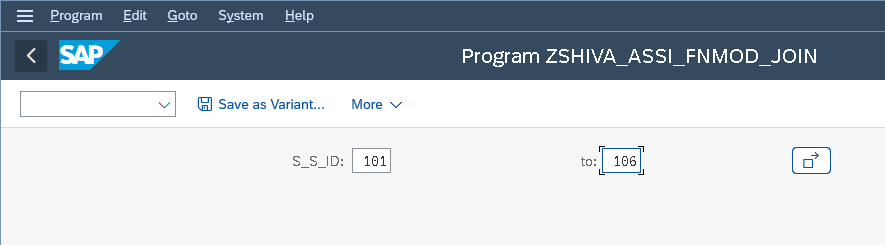 Program Edit Goto System Help
SAP Program ZSHIVA_ASSI_FNMOD_JOIN
Save as Variant... More
S_S_ID: 101 to: 106